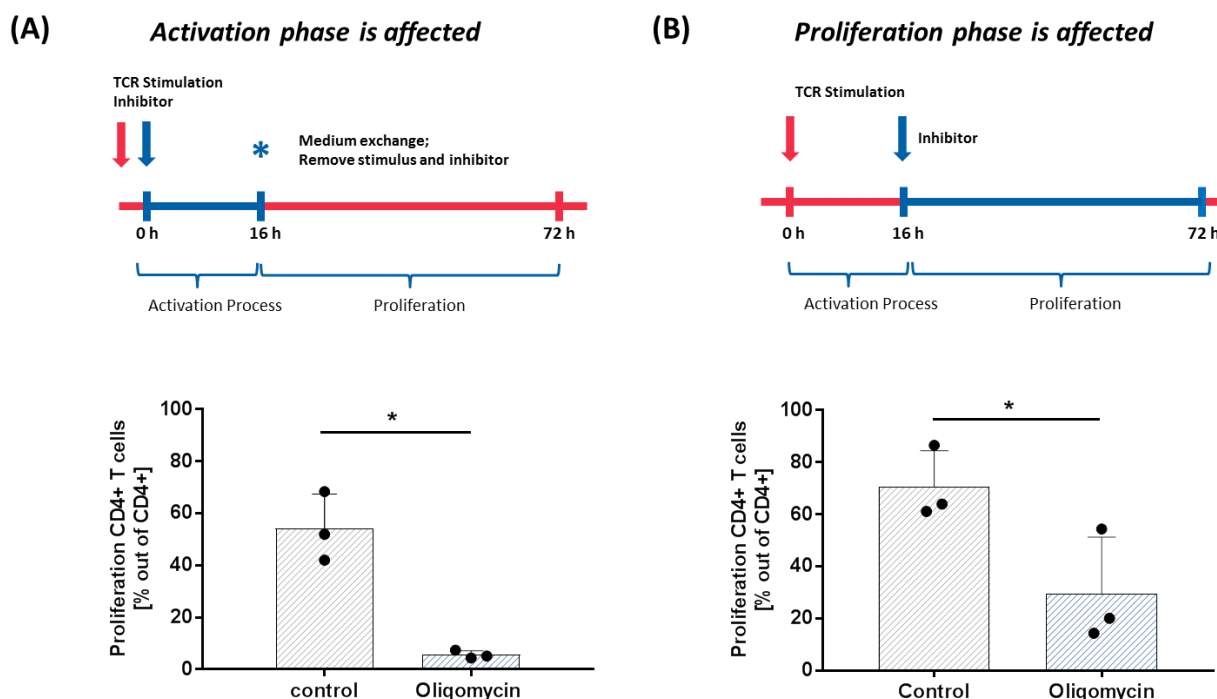 (A)
Activation phase is affected
TCR Stimulation
Inhibitor
*
Medium exchange;
Remove stimulus and inhibitor
0 h
16 h
72 h
Activation Process
Proliferation
Proliferation CD4+ T cells
[% out of CD4+]
100
80
60
40
20
0
*
control
Oligomycin
(B)
Proliferation phase is affected
TCR Stimulation
Inhibitor
0 h
16 h
72 h
Activation Process
Proliferation
Proliferation CD4+ T cells
[% out of CD4+]
100
80
60
40
20
0
*
Control
Oligomycin